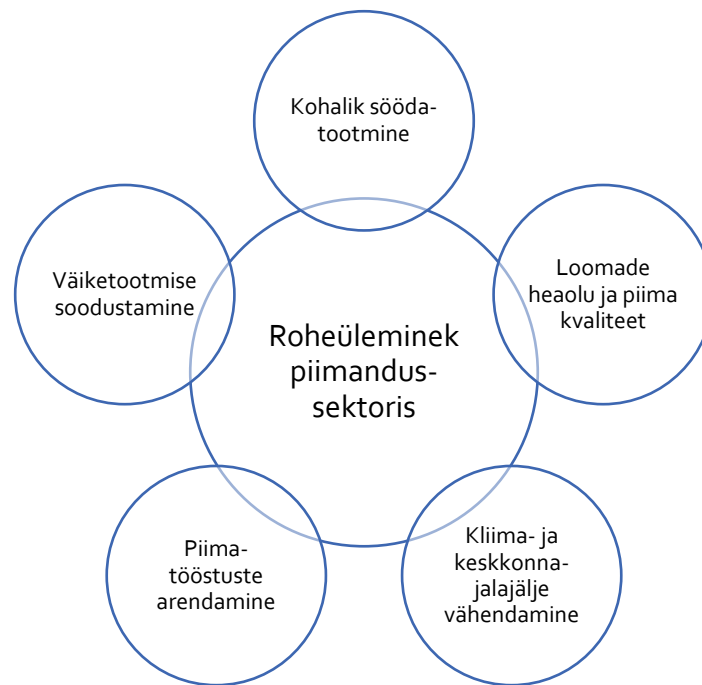 Kohalik sööda-
tootmine
Väiketootmise
soodustamine
Loomade
heaolu ja piima
kvaliteet
Roheüleminek
piimandus-
sektoris
Piima-
tööstuste
arendamine
Kliima- ja
keskkonna-
jalajälje
vähendamine